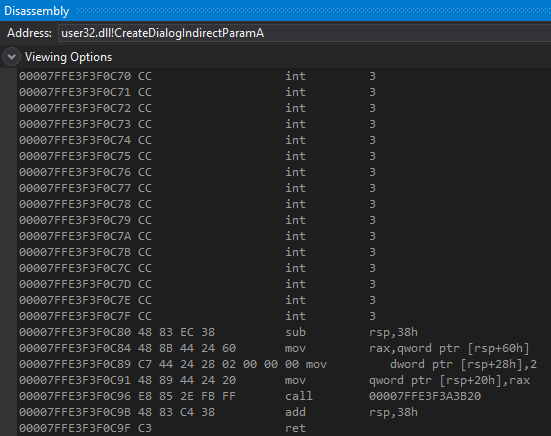 Disassembly
Address: user32.dll!CreateDialogIndirectParamA
Viewing Options
00007FFE3F3F0C70 CC int 3
00007FFE3F3F0C71 CC int 3
00007FFE3F3F0C72 CC int 3
00007FFE3F3F0C73 CC int 3
00007FFE3F3F0C74 CC int 3
00007FFE3F3F0C75 CC int 3
00007FFE3F3F0C76 CC int 3
00007FFE3F3F0C77 CC int 3
00007FFE3F3F0C78 CC int 3
00007FFE3F3F0C79 CC int 3
00007FFE3F3F0C7A CC int 3
00007FFE3F3F0C7B CC int 3
00007FFE3F3F0C7C CC int 3
00007FFE3F3F0C7D CC int 3
00007FFE3F3F0C7E CC int 3
00007FFE3F3F0C7F CC int 3
00007FFE3F3F0C80 48 83 EC 38 sub rsp,38h
00007FFE3F3F0C84 48 8B 44 24 60 mov rax,qword ptr [rsp+60h]
00007FFE3F3F0C89 C7 44 24 28 02 00 00 00 mov dword ptr [rsp+28h],2
00007FFE3F3F0C91 48 89 44 24 20 mov qword ptr [rsp+20h],rax
00007FFE3F3F0C96 E8 85 2E FB FF call 00007FFE3F3A3B20
00007FFE3F3F0C9B 48 83 C4 38 add rsp,38h
00007FFE3F3F0C9F C3 ret